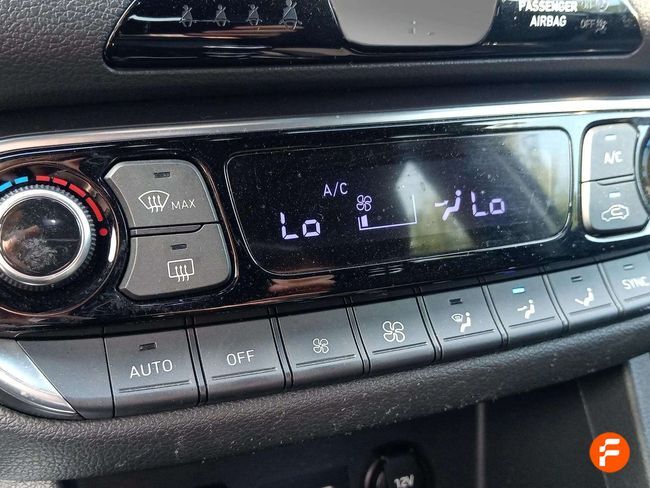 PASSENGER
AIRBAG
OFF
MAX
A/C
Lo
Lo
A/C
AUTO
OFF
SYNC
12V